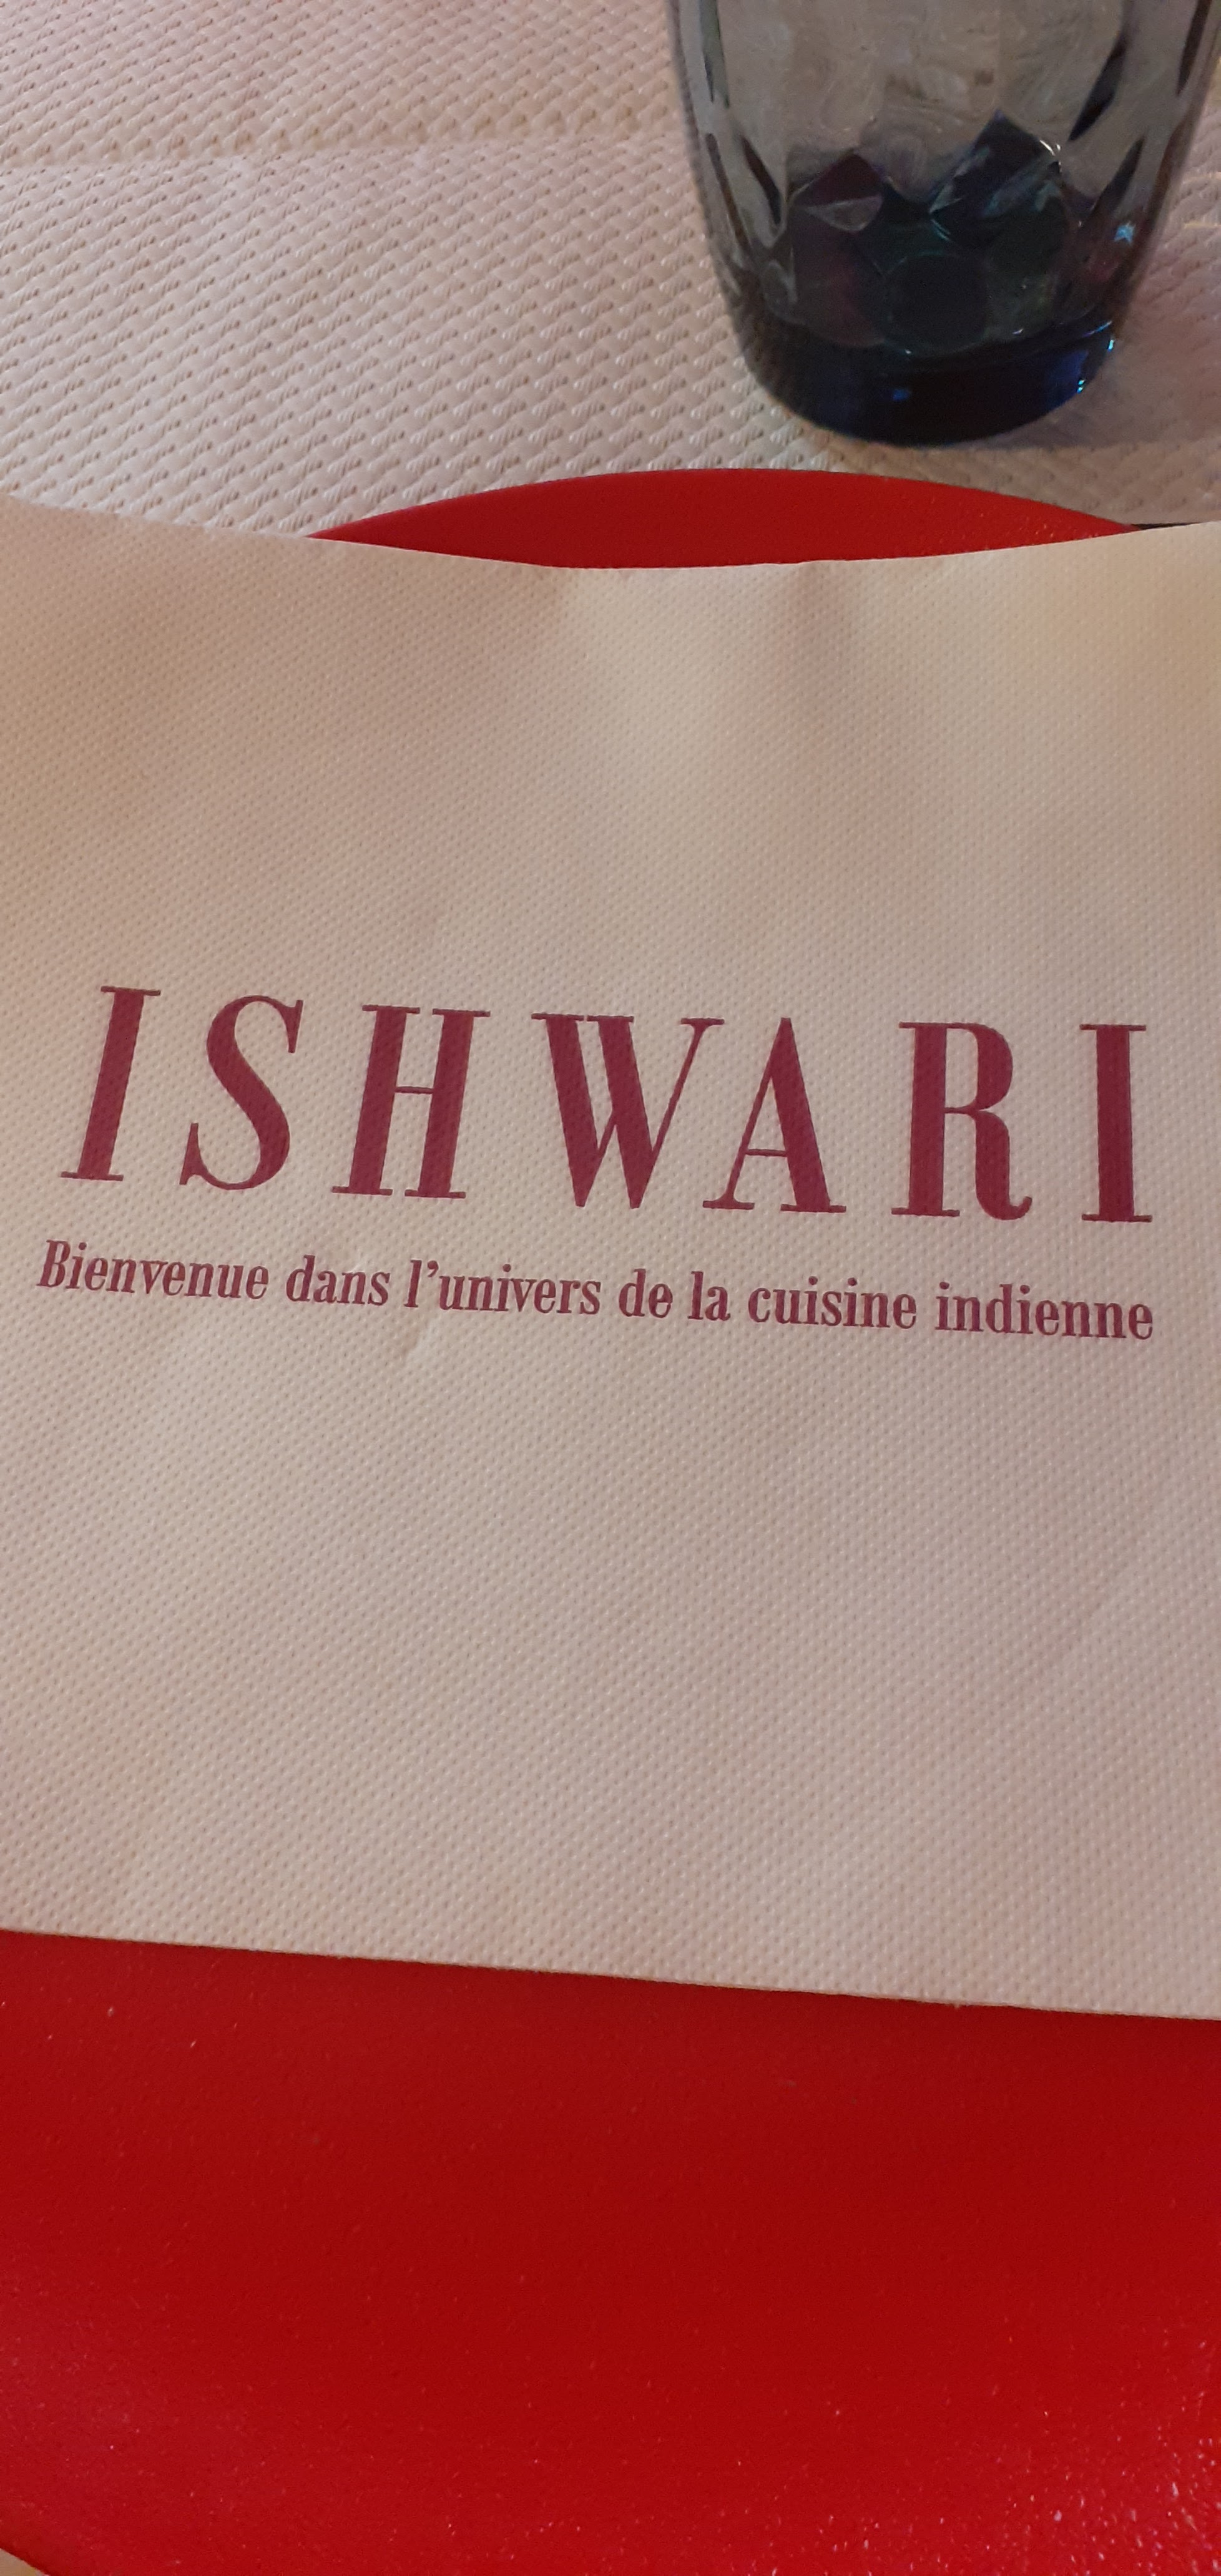 ISHWARI
Bienvenue dans l'univers de la cuisine indienne